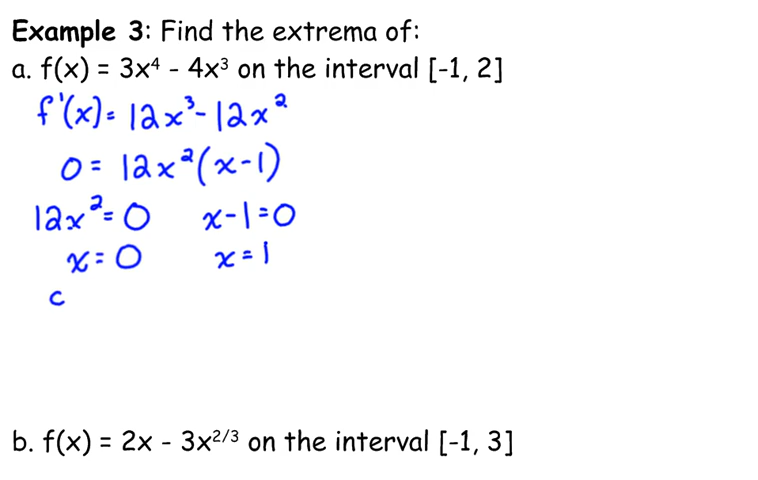 Example 3: Find the extrema of:
a. f(x) = 3x⁴ - 4x³ on the interval [-1, 2]
f'(x) = 12x³ - 12x²
0 = 12x²(x-1)
12x² = 0 x-1=0
x = 0 x = 1
c
b. f(x) = 2x - 3x²/³ on the interval [-1, 3]